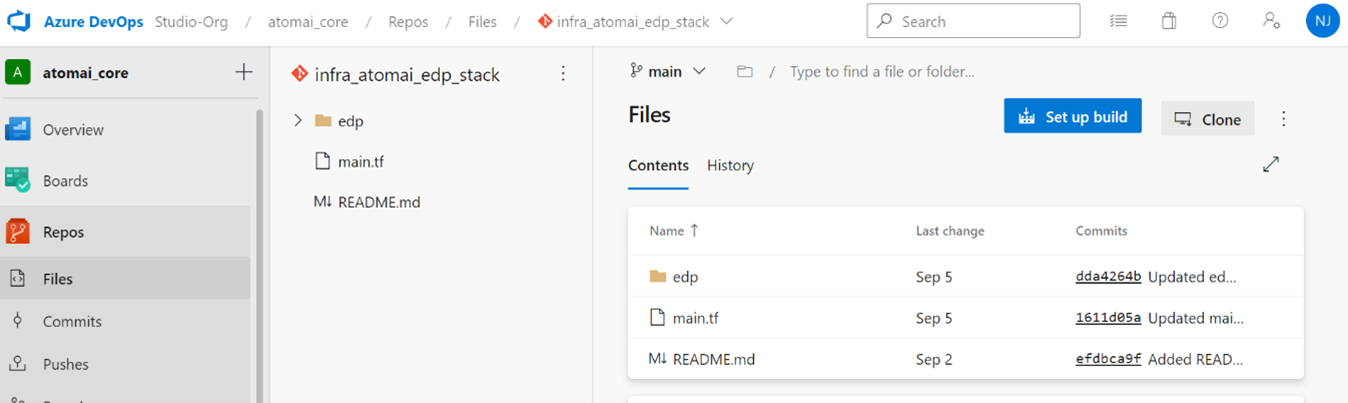 Azure DevOps Studio-Org / atomai_core / Repos / Files / infra_atomai_edp_stack Search NJ
A atomai_core
Overview
Boards
Repos
Files
Commits
Pushes
infra_atomai_edp_stack
edp
main.tf
M↓ README.md
main / Type to find a file or folder...
Files Set up build Clone
Contents History
Name ↑ Last change Commits
edp Sep 5 dda4264b Updated ed...
main.tf Sep 5 1611d05a Updated mai...
M↓ README.md Sep 2 efdbca9f Added READ...